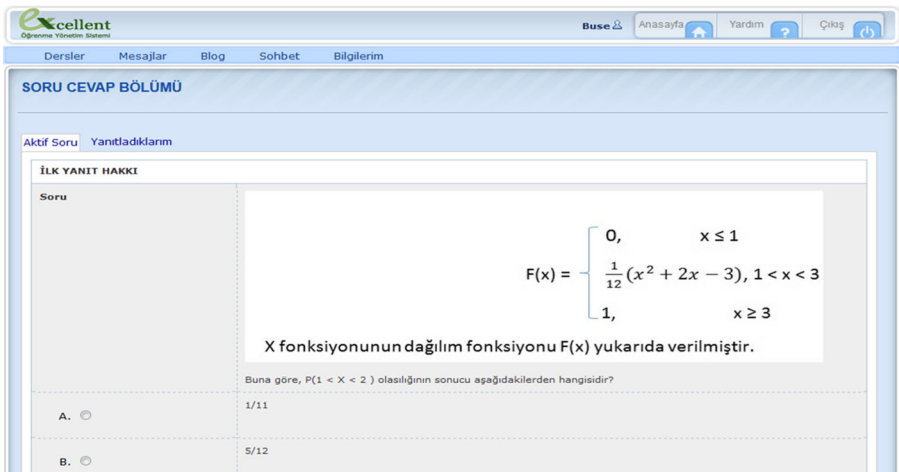 excellent
Öğrenme Yönetim Sistemi
Buse Anasayfa Yardım ? Çıkış
Dersler Mesajlar Blog Sohbet Bilgilerim
SORU CEVAP BÖLÜMÜ
Aktif Soru Yanıtladıklarım
İLK YANIT HAKKI
Soru
0, x ≤ 1
F(x) = 1/12 (x² + 2x − 3), 1 < x < 3
1, x ≥ 3
X fonksiyonunun dağılım fonksiyonu F(x) yukarıda verilmiştir.
Buna göre, P(1 < X < 2 ) olasılığının sonucu aşağıdakilerden hangisidir?
A. 1/11
B. 5/12